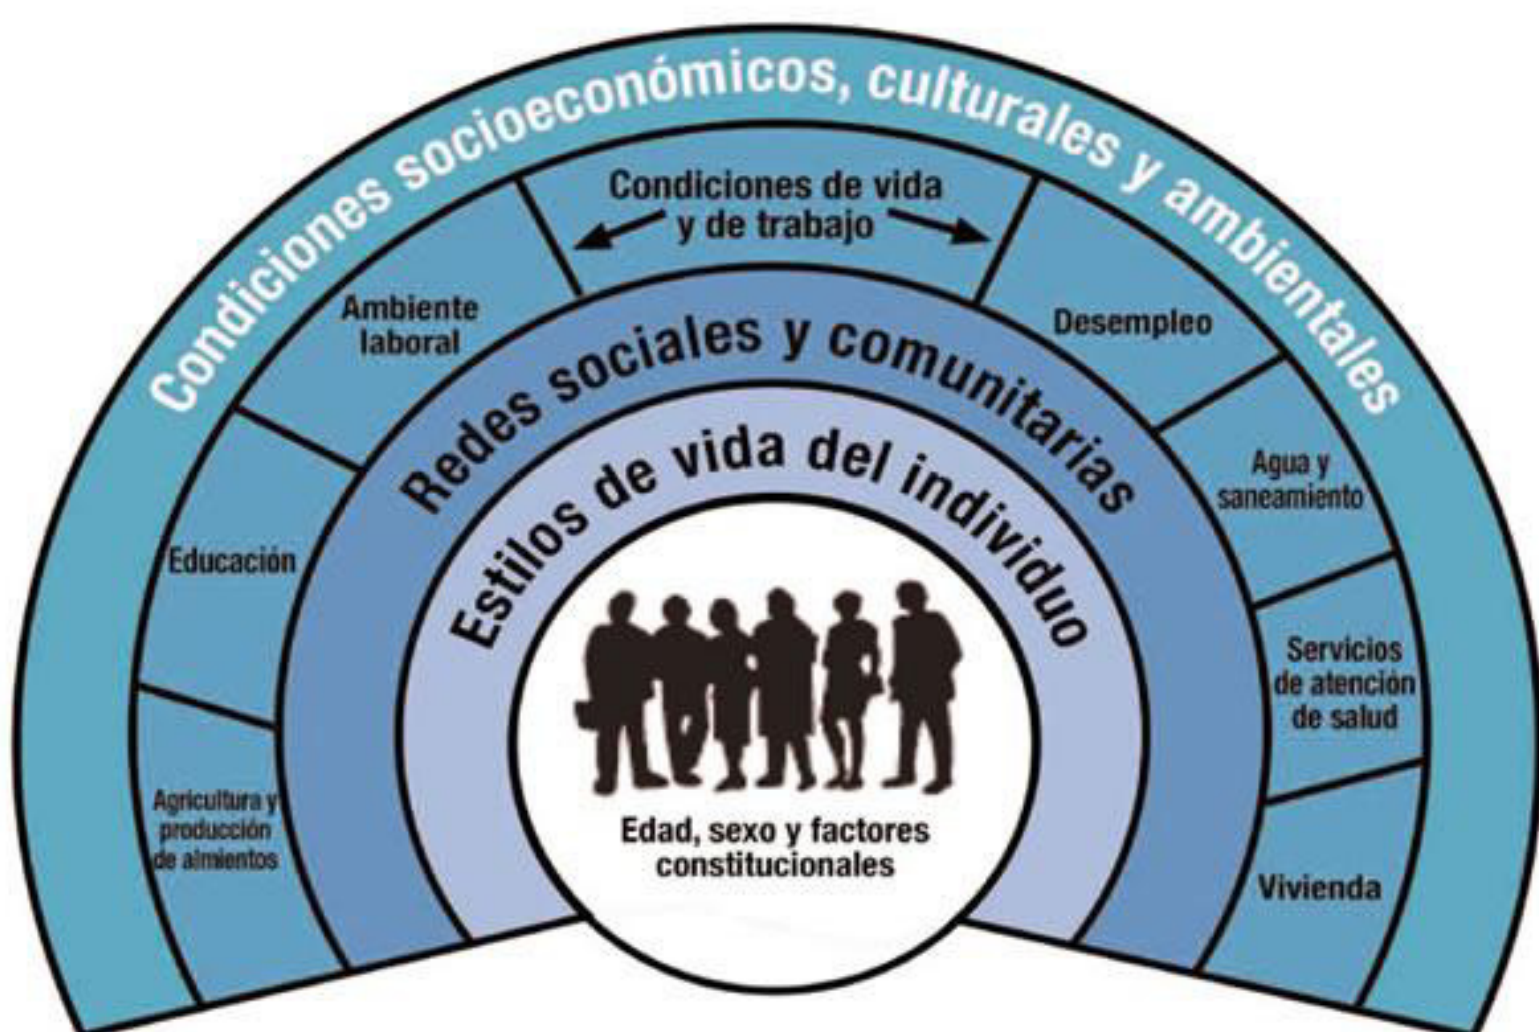 Condiciones socioeconómicos, culturales y ambientales
Condiciones de vida
y de trabajo
Ambiente
laboral
Desempleo
Redes sociales y comunitarias
Agua y
saneamiento
Estilos de vida del individuo
Educación
Servicios
de atención
de salud
Agricultura y
producción
de almientos
Edad, sexo y factores
constitucionales
Vivienda